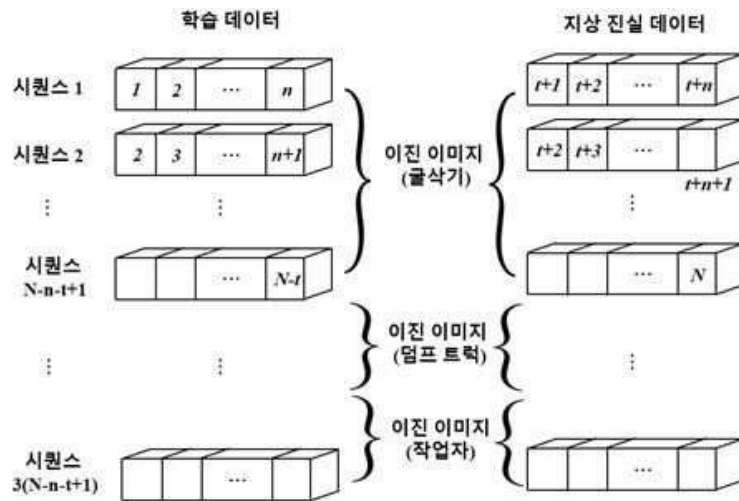 학습 데이터
지상 진실 데이터
시퀀스 1
1 2 ... n
t+1 t+2 ... t+n
시퀀스 2
2 3 ... n+1
이진 이미지
(굴삭기)
t+2 t+3 ...
t+n+1
⋮ ⋮ ⋮
시퀀스
N-n-t+1
... N-t
... N
이진 이미지
(덤프 트럭)
⋮ ⋮ ⋮
이진 이미지
(작업자)
시퀀스
3(N-n-t+1)
...
...